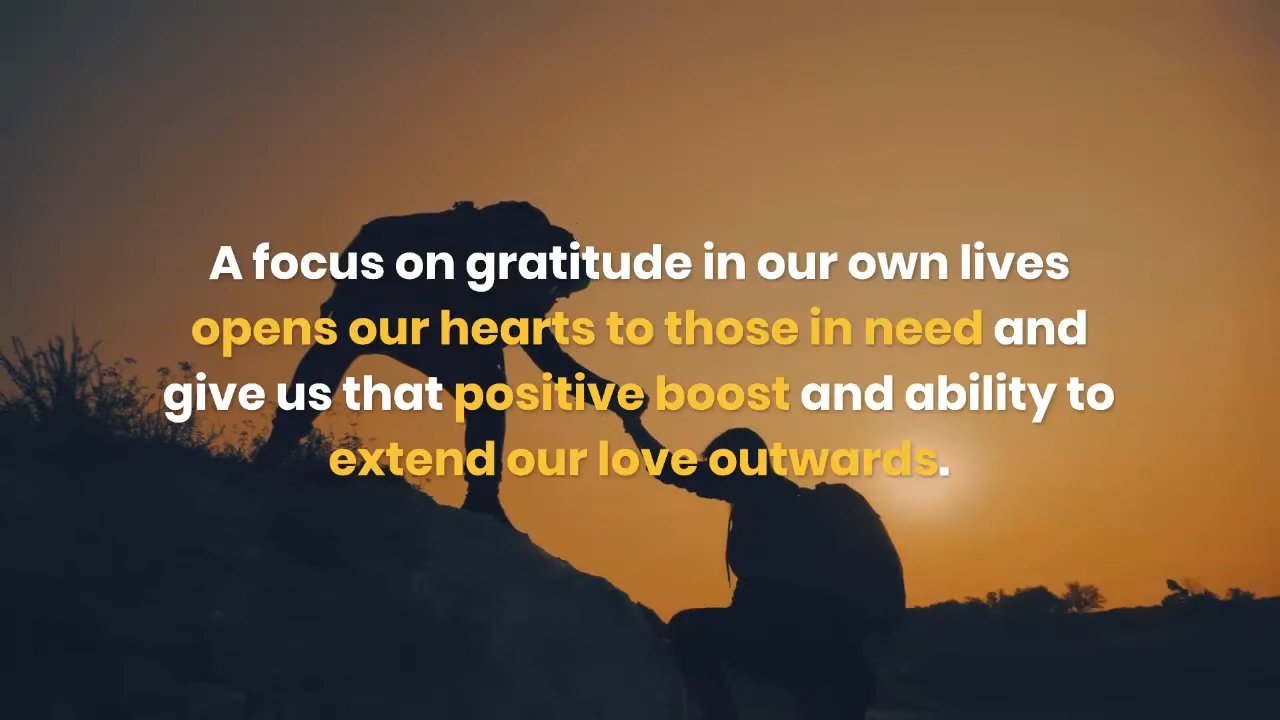 A focus on gratitude in our own lives
opens our hearts to those in need and
give us that positive boost and ability to
extend our love outwards.